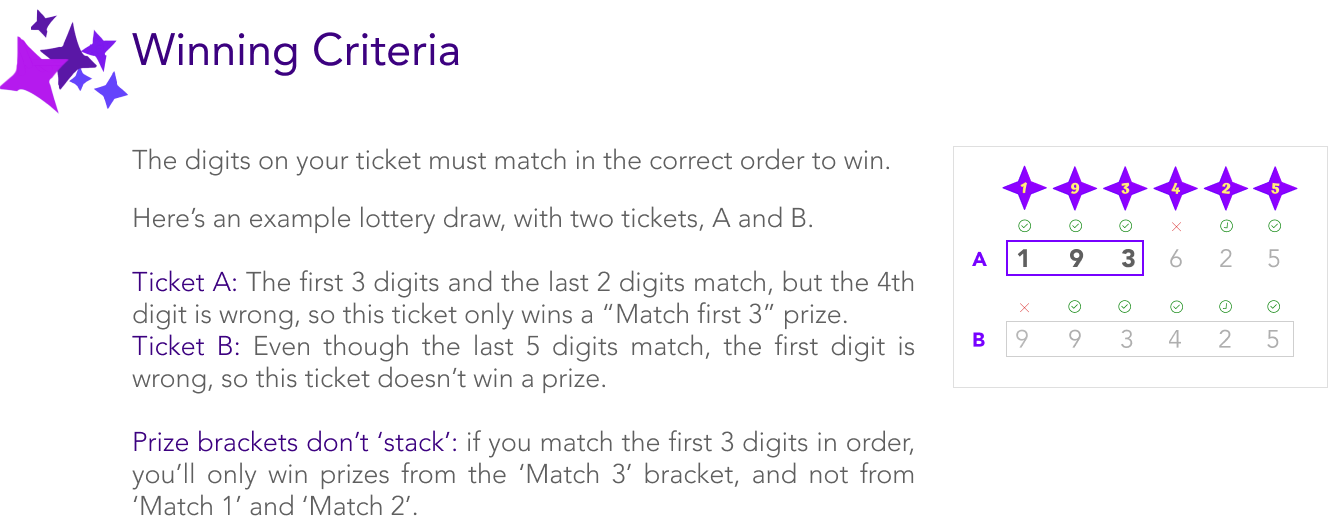 Winning Criteria
The digits on your ticket must match in the correct order to win.
Here's an example lottery draw, with two tickets, A and B.
Ticket A: The first 3 digits and the last 2 digits match, but the 4th
digit is wrong, so this ticket only wins a “Match first 3” prize.
Ticket B: Even though the last 5 digits match, the first digit is
wrong, so this ticket doesn't win a prize.
Prize brackets don't ‘stack’: if you match the first 3 digits in order,
you'll only win prizes from the ‘Match 3’ bracket, and not from
‘Match 1’ and ‘Match 2’.
1 9 3 4 2 5
A 1 9 3 6 2 5
B 9 9 3 4 2 5